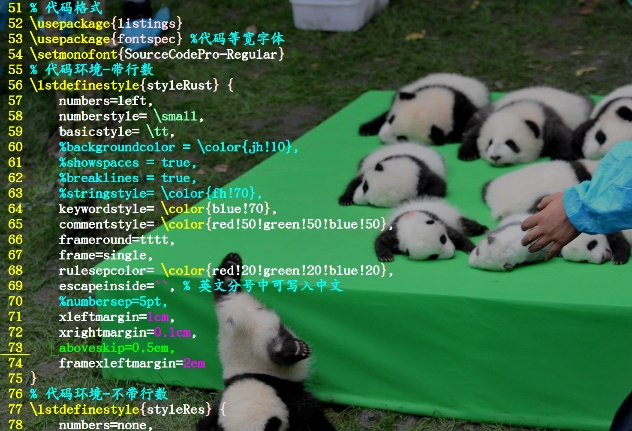 51 % 代码格式
52 \usepackage{listings}
53 \usepackage{fontspec} %代码等宽字体
54 \setmonofont{SourceCodePro-Regular}
55 % 代码环境-带行数
56 \lstdefinestyle{styleRust} {
57 numbers=left,
58 numberstyle= \small,
59 basicstyle= \tt,
60 %backgroundcolor = \color{jh!10},
61 %showspaces = true,
62 %breaklines = true,
63 %stringstyle= \color{fh!70},
64 keywordstyle= \color{blue!70},
65 commentstyle= \color{red!50!green!50!blue!50},
66 frameround=tttt,
67 frame=single,
68 rulesepcolor= \color{red!20!green!20!blue!20},
69 escapeinside=``, % 英文分号中可写入中文
70 %numbersep=5pt,
71 xleftmargin=1cm,
72 xrightmargin=0.1cm,
73 aboveskip=0.5em,
74 framexleftmargin=2em
75 }
76 % 代码环境-不带行数
77 \lstdefinestyle{styleRes} {
78 numbers=none,